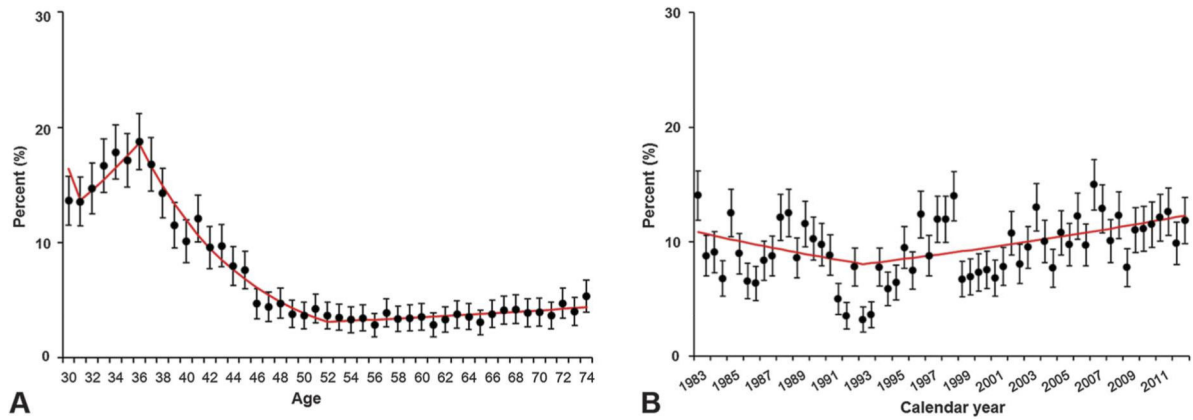 30
20
10
0
Percent (%)
30 32 34 36 38 40 42 44 46 48 50 52 54 56 58 60 62 64 66 68 70 72 74
Age
A
30
20
10
0
Percent (%)
1983 1985 1987 1989 1991 1993 1995 1997 1999 2001 2003 2005 2007 2009 2011
Calendar year
B